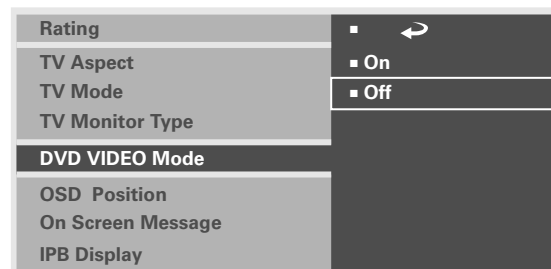 Rating
TV Aspect
TV Mode
TV Monitor Type
DVD VIDEO Mode
OSD Position
On Screen Message
IPB Display
On
Off